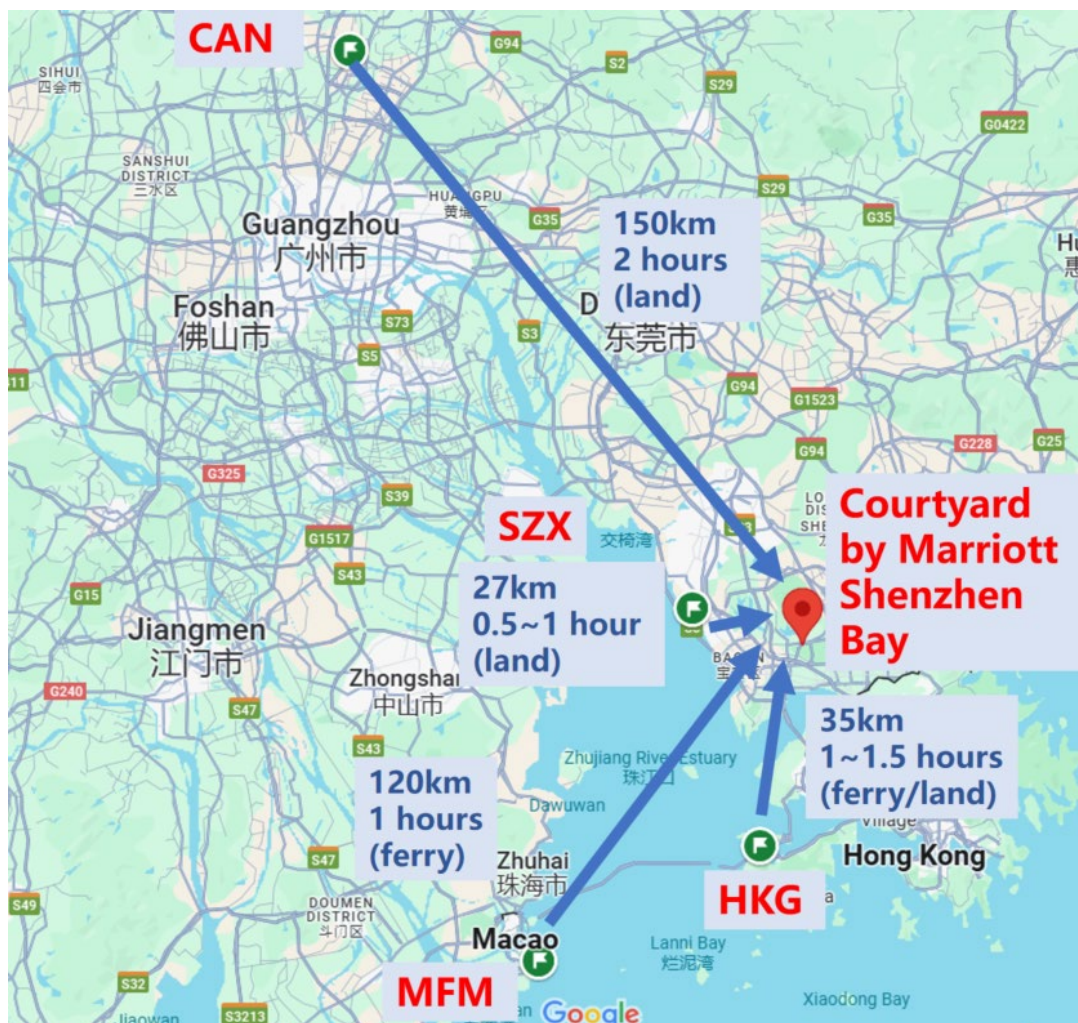 CAN
G94
S2
SIHUI
四会市
S29
G0422
SANSHUI
DISTRICT
三水区
HUANGPU
黄埔区
S29
G35
G35
Guangzhou
广州市
150km
2 hours
(land)
Foshan
佛山市
S73
S3
S5
东莞市
G94
G1523
G325
G94
G228
G25
S39
SZX
Courtyard
by Marriott
Shenzhen
Bay
G1517
S43
交椅湾
G15
27km
0.5~1 hour
(land)
Jiangmen
江门市
Zhongshan
中山市
G240
S47
S43
35km
1~1.5 hours
(ferry/land)
Zhujiang River Estuary
120km
1 hours
(ferry)
Dawuwan
Village
S47
Zhuhai
珠海市
Hong Kong
S49
DOUMEN
DISTRICT
斗门区
HKG
Macao
Lanni Bay
烂泥湾
MFM
S32
Xiaodong Bay
S3213
Google